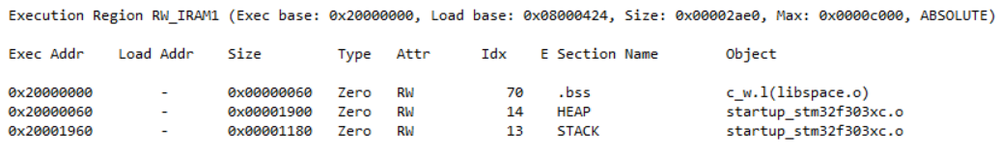 Execution Region RW_IRAM1 (Exec base: 0x20000000, Load base: 0x08000424, Size: 0x00002ae0, Max: 0x0000c000, ABSOLUTE)
Exec Addr    Load Addr    Size         Type   Attr      Idx    E Section Name        Object
0x20000000        -       0x00000060   Zero   RW           70    .bss                c_w.l(libspace.o)
0x20000060        -       0x00001900   Zero   RW           14    HEAP                startup_stm32f303xc.o
0x20001960        -       0x00001180   Zero   RW           13    STACK               startup_stm32f303xc.o